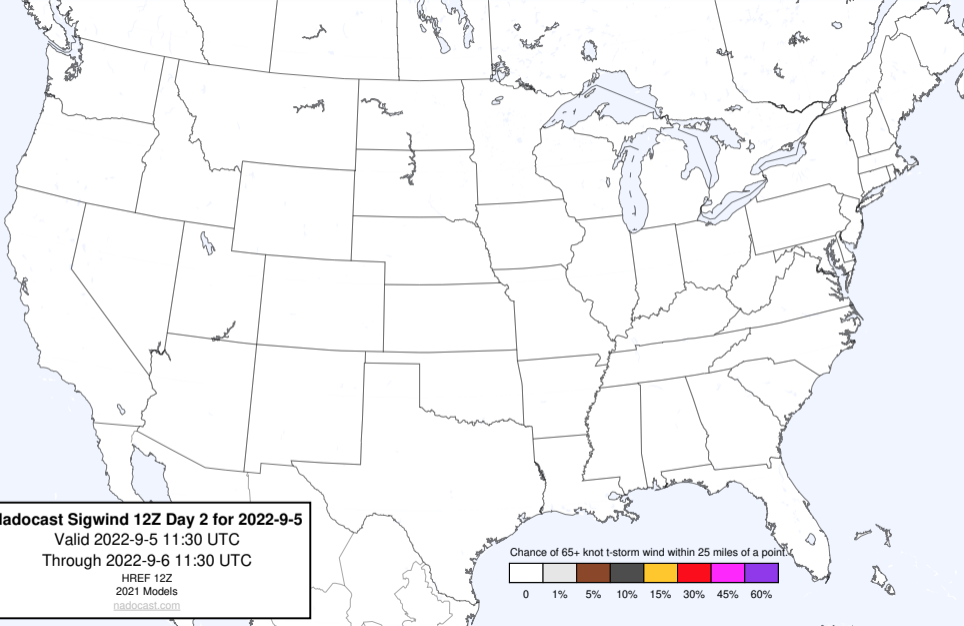 Nadocast Sigwind 12Z Day 2 for 2022-9-5
Valid 2022-9-5 11:30 UTC
Through 2022-9-6 11:30 UTC
HREF 12Z
2021 Models
nadocast.com
Chance of 65+ knot t-storm wind within 25 miles of a point.
0 1% 5% 10% 15% 30% 45% 60%